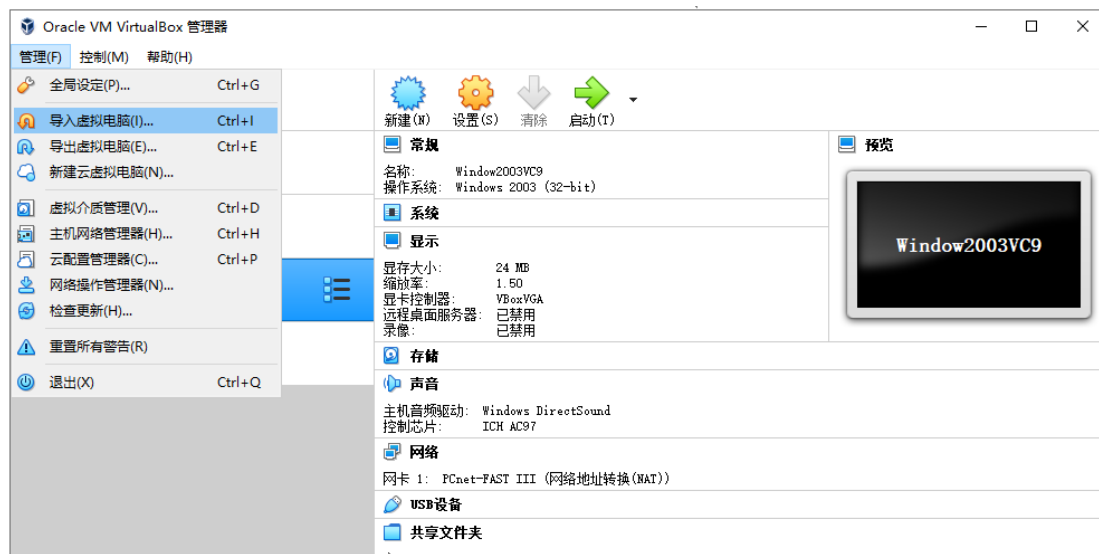 Oracle VM VirtualBox 管理器
管理(F) 控制(M) 帮助(H)
全局设定(P)... Ctrl+G
导入虚拟电脑(I)... Ctrl+I
导出虚拟电脑(E)... Ctrl+E
新建云虚拟电脑(N)...
虚拟介质管理(V)... Ctrl+D
主机网络管理器(H)... Ctrl+H
云配置管理器(C)... Ctrl+P
网络操作管理器(N)...
检查更新(H)...
重置所有警告(R)
退出(X) Ctrl+Q
新建(N) 设置(S) 清除 启动(T)
常规
名称: Window2003VC9
操作系统: Windows 2003 (32-bit)
系统
显示
显存大小: 24 MB
缩放率: 1.50
显卡控制器: VBoxVGA
远程桌面服务器: 已禁用
录像: 已禁用
存储
声音
主机音频驱动: Windows DirectSound
控制芯片: ICH AC97
网络
网卡 1: PCnet-FAST III (网络地址转换(NAT))
USB设备
共享文件夹
预览
Window2003VC9